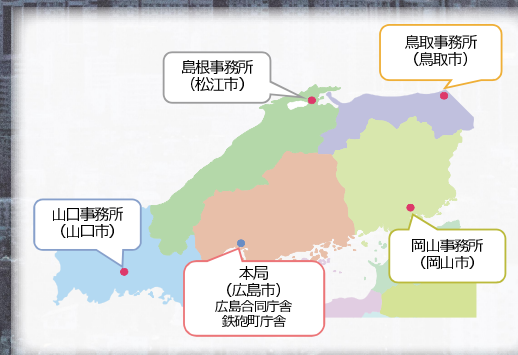 鳥取事務所
（鳥取市）
島根事務所
（松江市）
山口事務所
（山口市）
岡山事務所
（岡山市）
本局
（広島市）
広島合同庁舎
鉄砲町庁舎